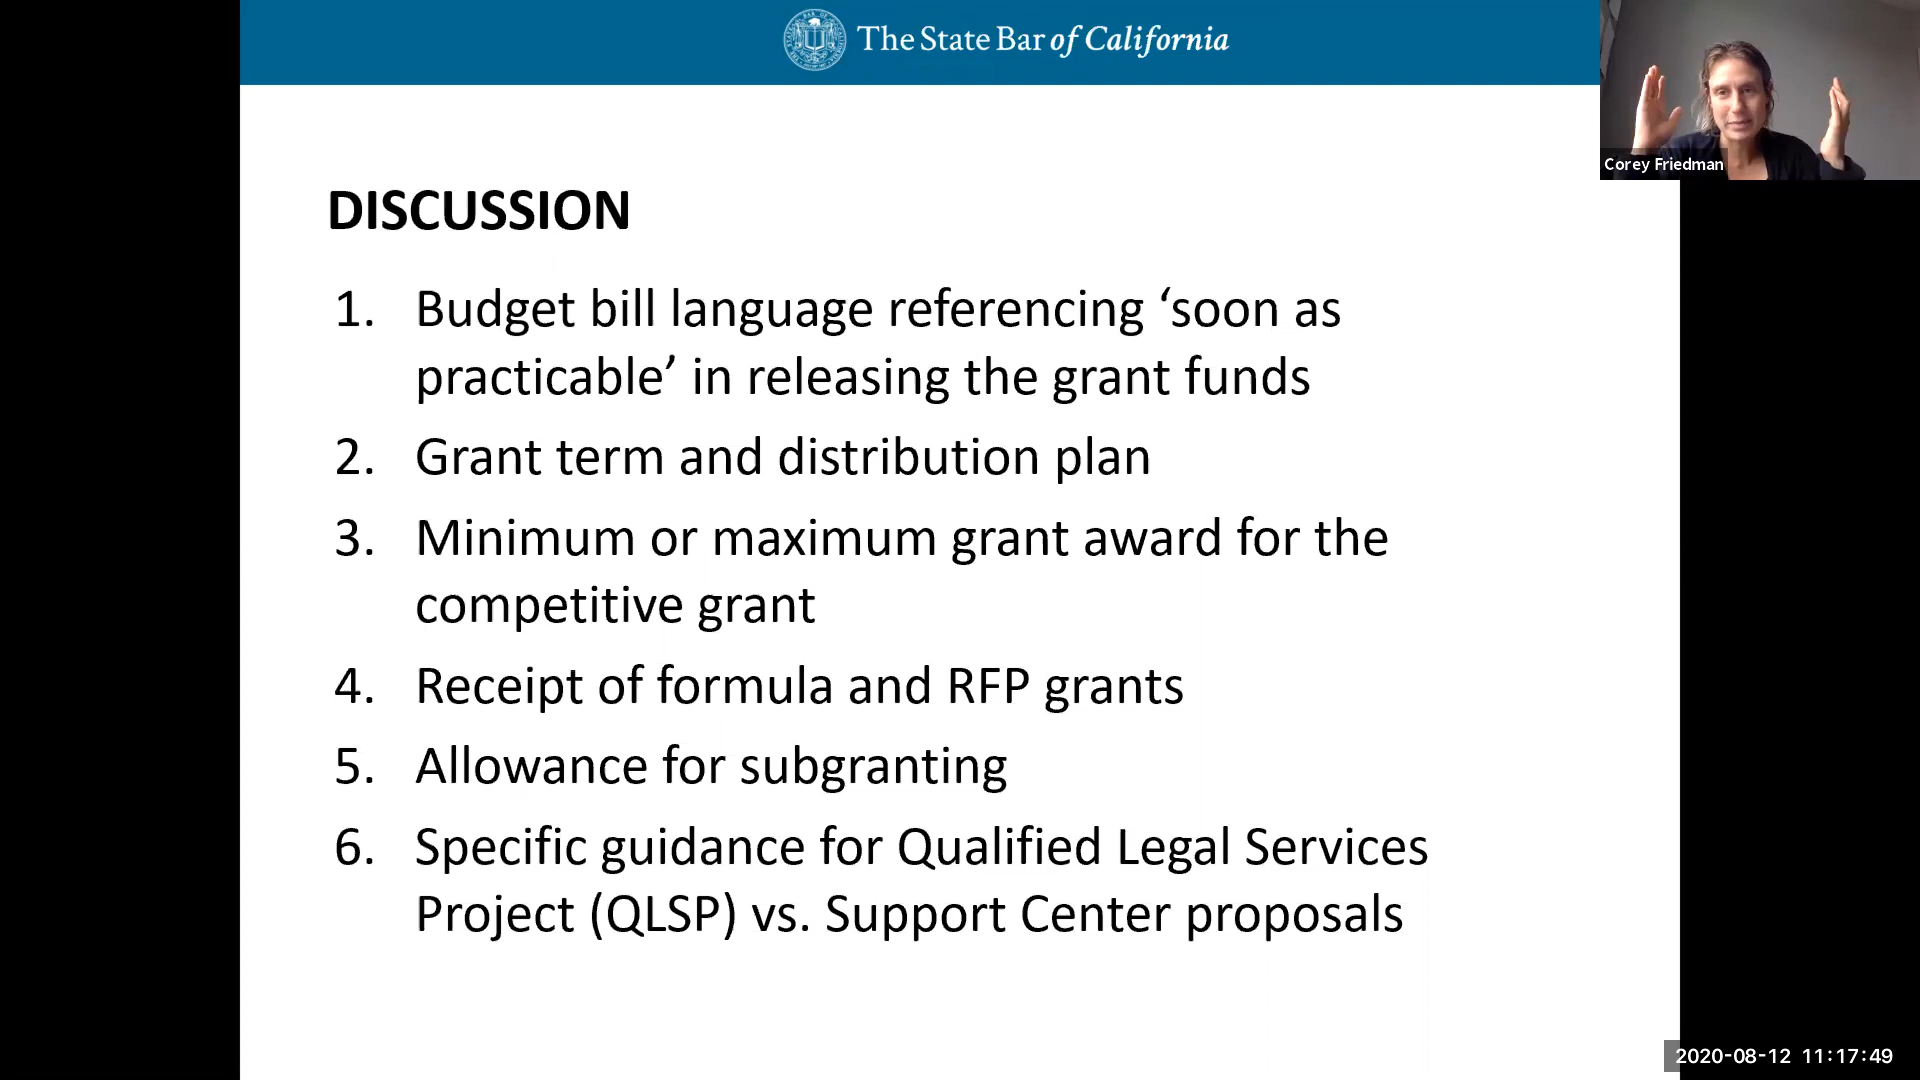 The State Bar of California
Corey Friedman
DISCUSSION
1. Budget bill language referencing ‘soon as
practicable’ in releasing the grant funds
2. Grant term and distribution plan
3. Minimum or maximum grant award for the
competitive grant
4. Receipt of formula and RFP grants
5. Allowance for subgranting
6. Specific guidance for Qualified Legal Services
Project (QLSP) vs. Support Center proposals
2020-08-12 11:17:49